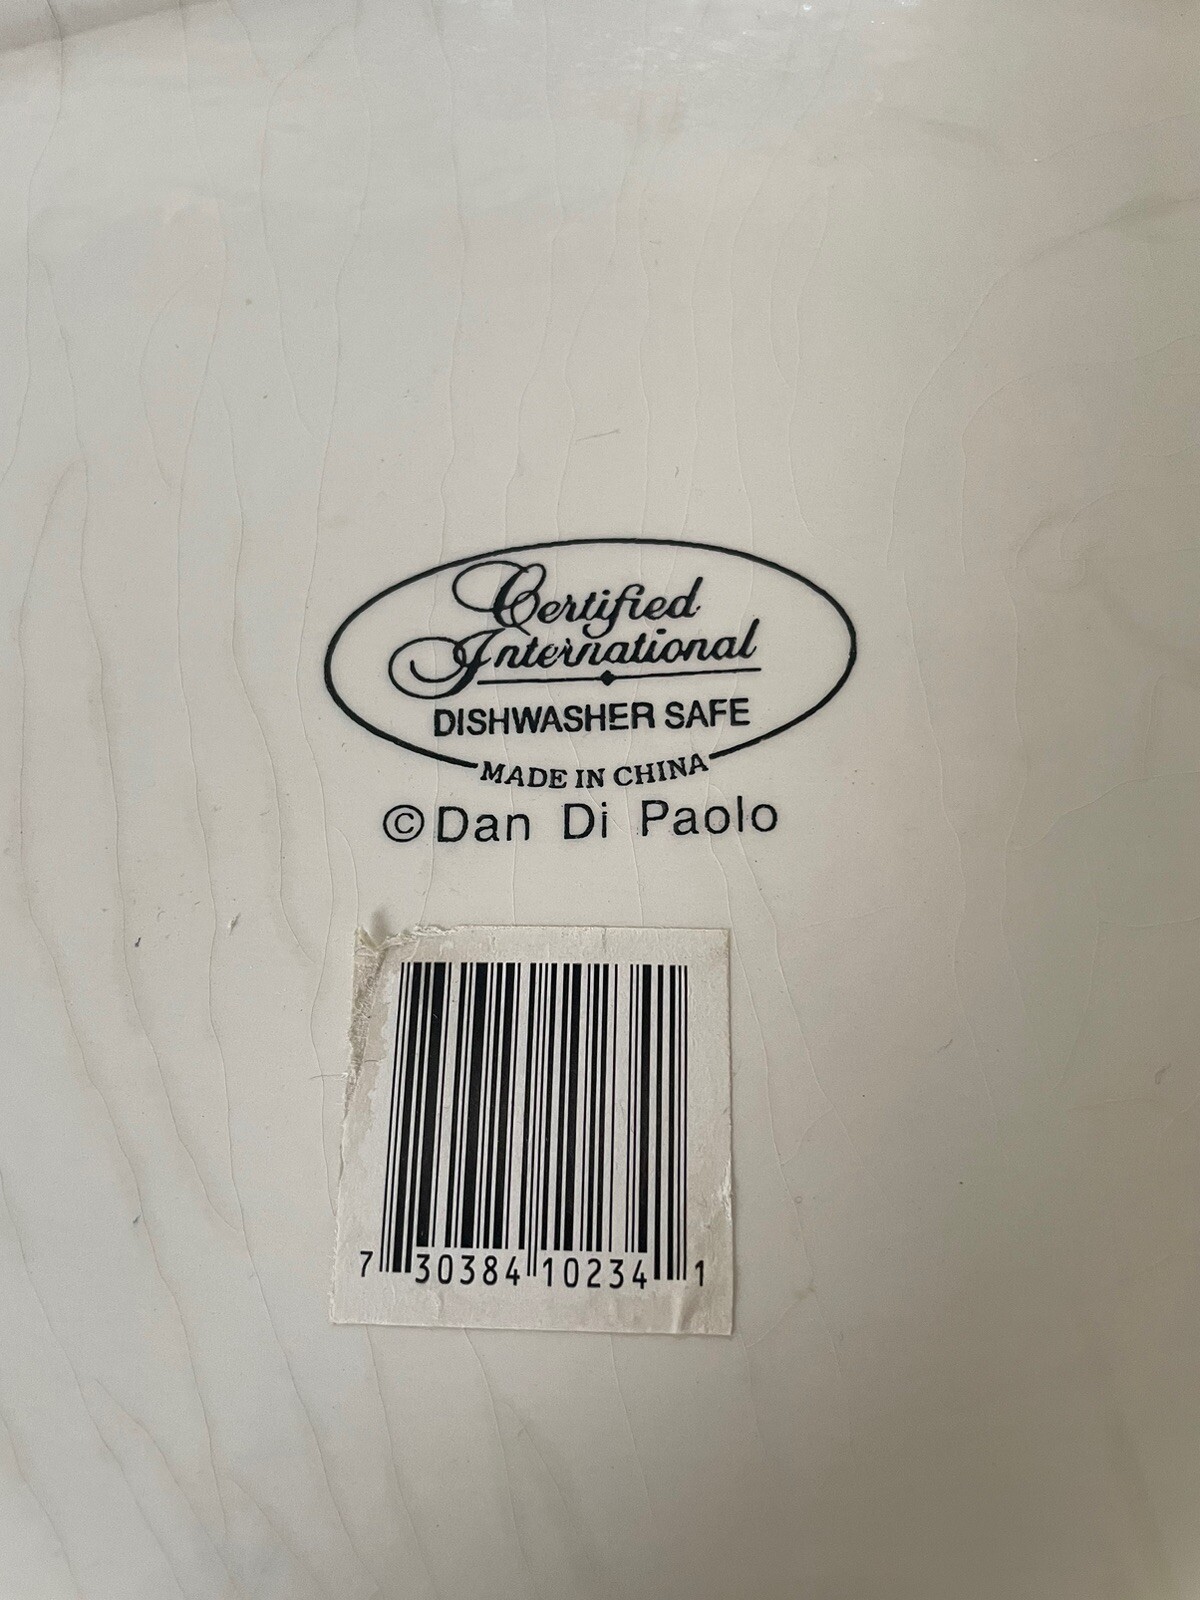 Certified
International
DISHWASHER SAFE
MADE IN CHINA
©Dan Di Paolo
7 30384 10234 1